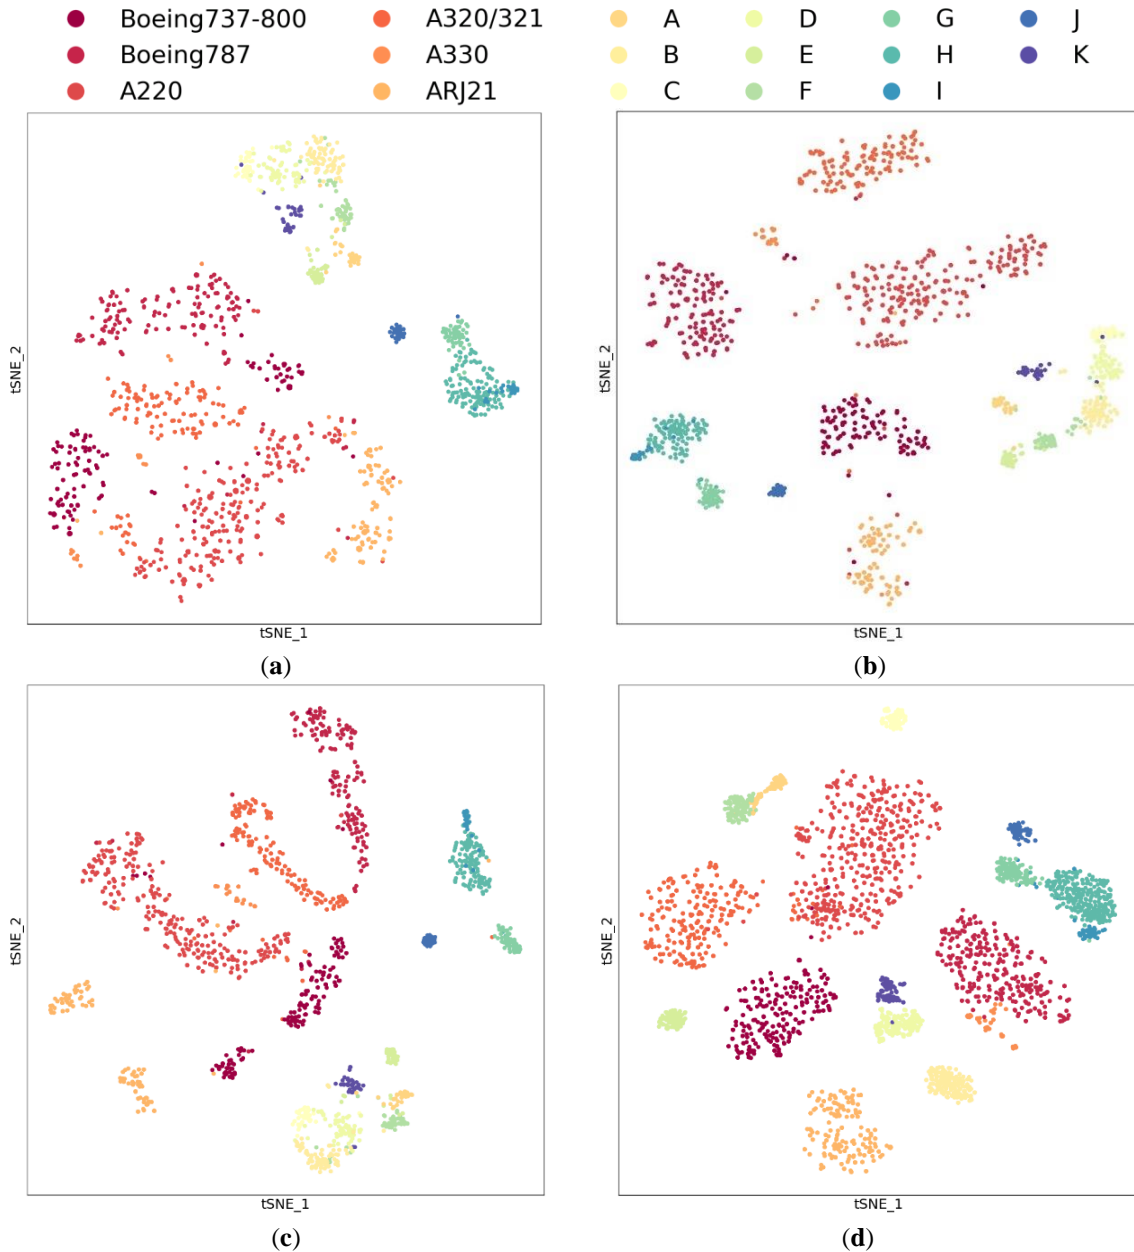 Boeing737-800 A320/321 A D G J
Boeing787 A330 B E H K
A220 ARJ21 C F I
tSNE_2 tSNE_2
tSNE_1 tSNE_1
(a) (b)
tSNE_2 tSNE_2
tSNE_1 tSNE_1
(c) (d)